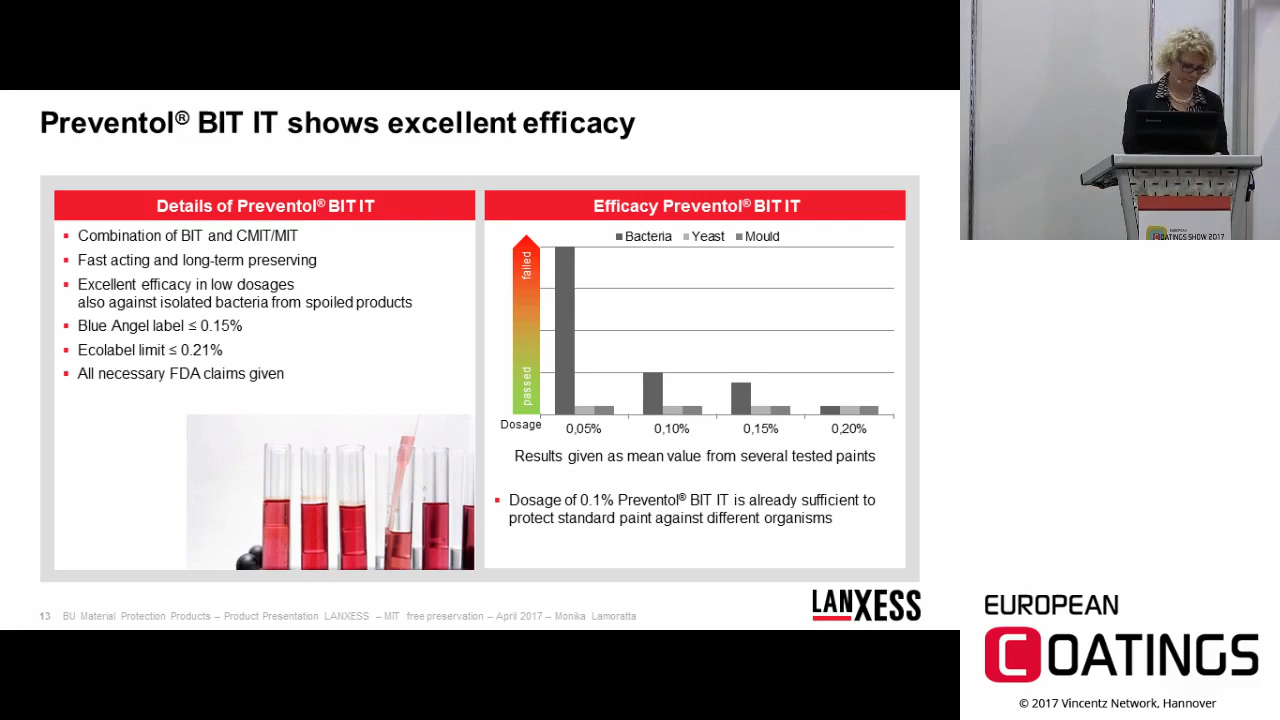 Preventol® BIT IT shows excellent efficacy
Details of Preventol® BIT IT
Combination of BIT and CMIT/MIT
Fast acting and long-term preserving
Excellent efficacy in low dosages
also against isolated bacteria from spoiled products
Blue Angel label ≤ 0.15%
Ecolabel limit ≤ 0.21%
All necessary FDA claims given
Efficacy Preventol® BIT IT
Bacteria Yeast Mould
failed
passed
Dosage
0,05% 0,10% 0,15% 0,20%
Results given as mean value from several tested paints
Dosage of 0.1% Preventol® BIT IT is already sufficient to
protect standard paint against different organisms
13 BU Material Protection Products – Product Presentation LANXESS – MIT free preservation – April 2017 – Monika Lamoratta
LANXESS
EUROPEAN
COATINGS SHOW 2017
EUROPEAN
COATINGS
© 2017 Vincentz Network, Hannover